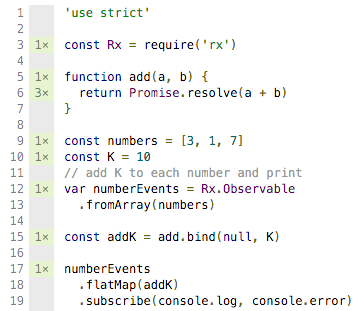 1 'use strict'
2
3 1× const Rx = require('rx')
4
5 1× function add(a, b) {
6 3×   return Promise.resolve(a + b)
7 }
8
9 1× const numbers = [3, 1, 7]
10 1× const K = 10
11 // add K to each number and print
12 1× var numberEvents = Rx.Observable
13   .fromArray(numbers)
14
15 1× const addK = add.bind(null, K)
16
17 1× numberEvents
18   .flatMap(addK)
19   .subscribe(console.log, console.error)